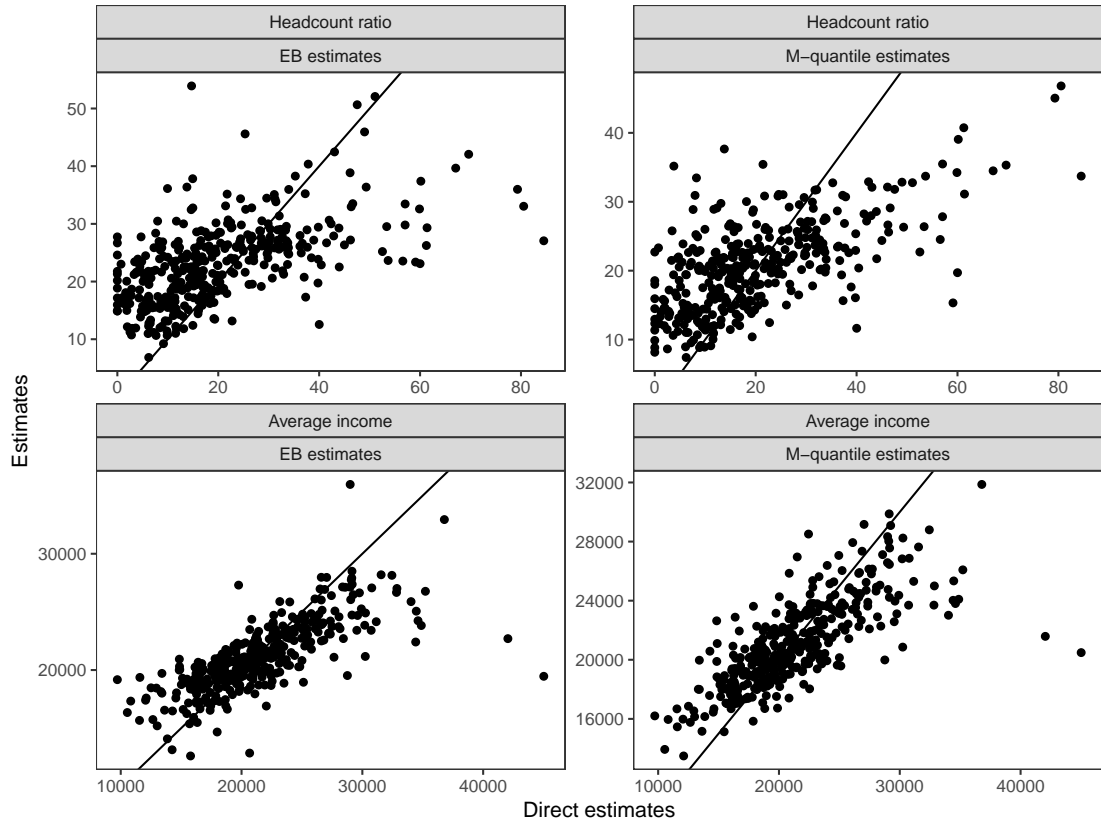 Headcount ratio
EB estimates
Headcount ratio
M−quantile estimates
50
40
30
20
10
0 20 40 60 80
40
30
20
10
0 20 40 60 80
Estimates
Average income
EB estimates
Average income
M−quantile estimates
30000
20000
10000 20000 30000 40000
32000
28000
24000
20000
16000
10000 20000 30000 40000
Direct estimates